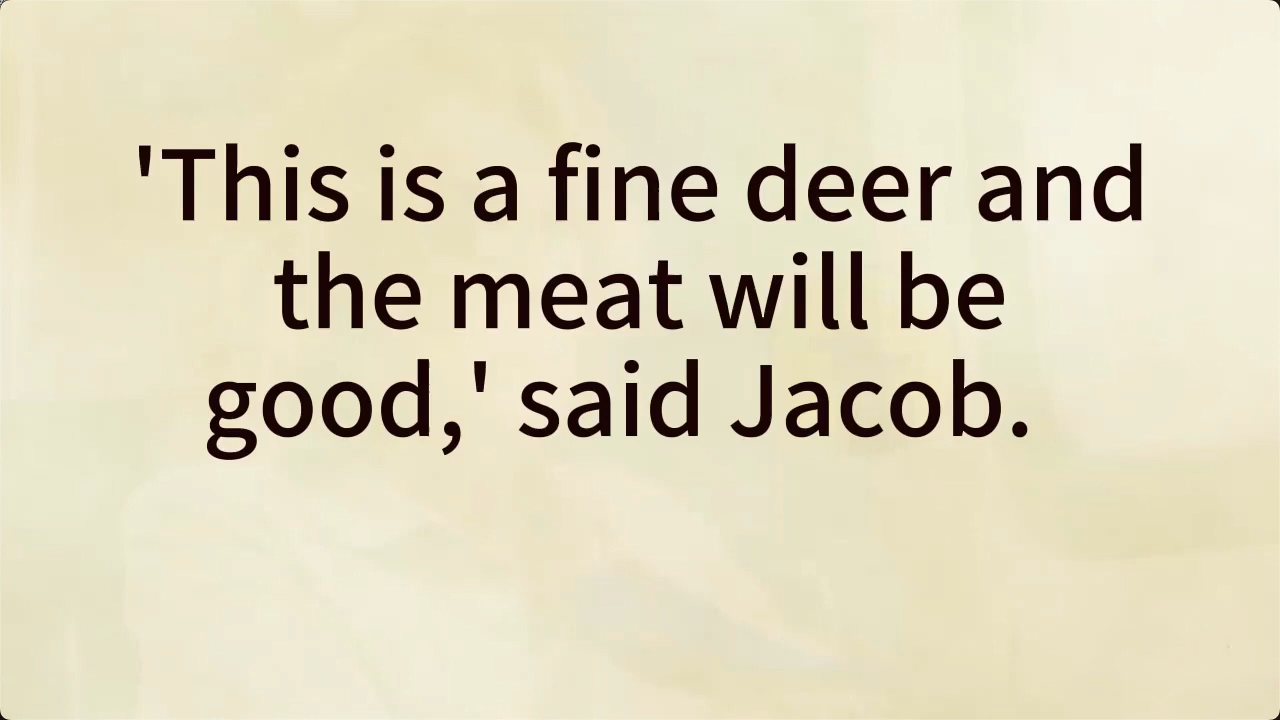 'This is a fine deer and
the meat will be
good,' said Jacob.